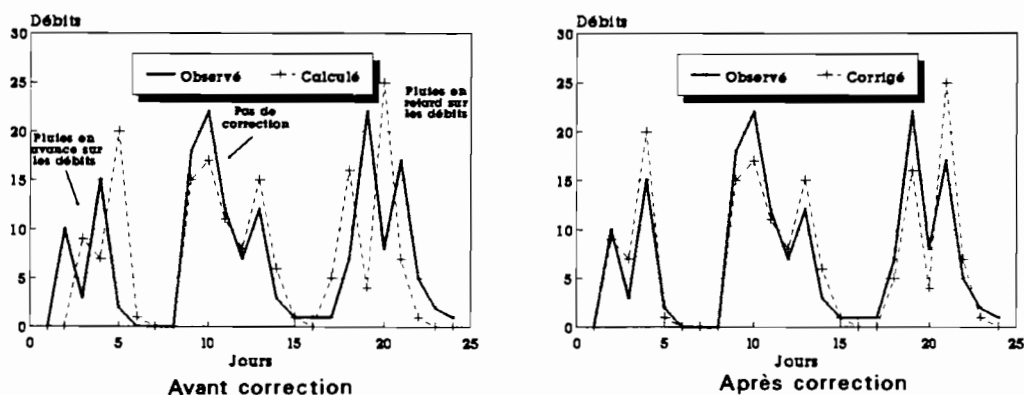 Débits
30
25
20
15
10
5
0
Observé
Calculé
Pluies en
avance sur
les débits
Pas de
correction
Pluies en
retard sur
les débits
0 5 10 15 20 25
Jours
Avant correction
Débits
30
25
20
15
10
5
0
Observé
Corrigé
0 5 10 15 20 25
Jours
Après correction